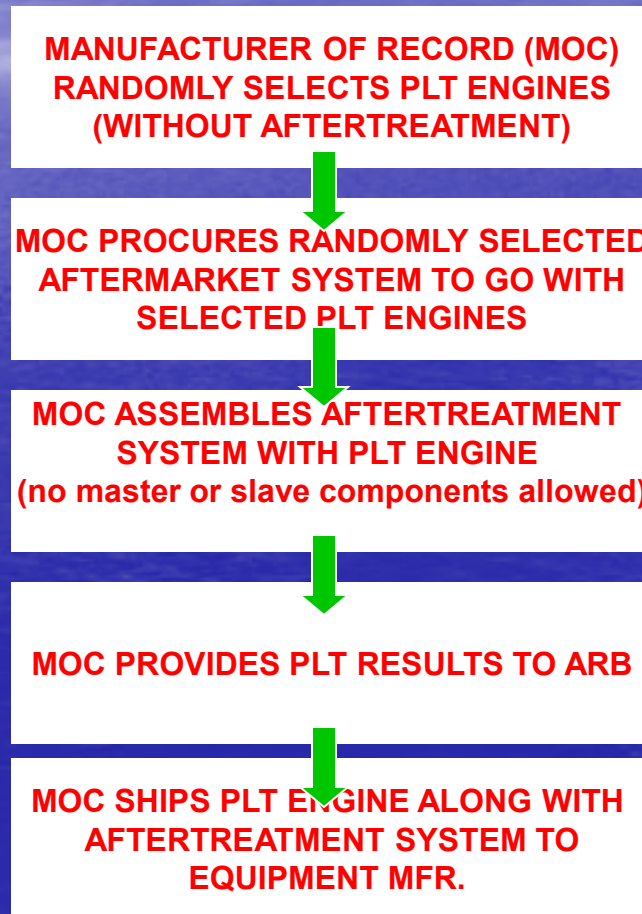 MANUFACTURER OF RECORD (MOC)
RANDOMLY SELECTS PLT ENGINES
(WITHOUT AFTERTREATMENT)
MOC PROCURES RANDOMLY SELECTED
AFTERMARKET SYSTEM TO GO WITH
SELECTED PLT ENGINES
MOC ASSEMBLES AFTERTREATMENT
SYSTEM WITH PLT ENGINE
(no master or slave components allowed)
MOC PROVIDES PLT RESULTS TO ARB
MOC SHIPS PLT ENGINE ALONG WITH
AFTERTREATMENT SYSTEM TO
EQUIPMENT MFR.